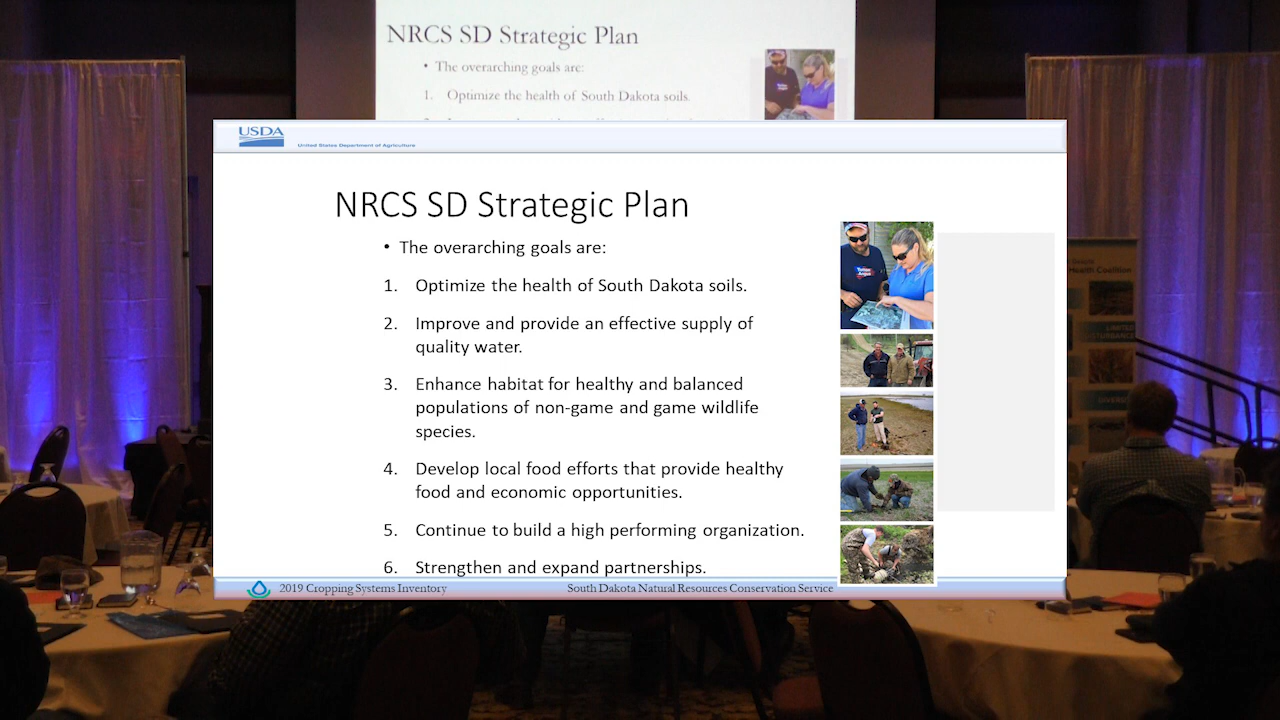 NRCS SD Strategic Plan
• The overarching goals are:
1. Optimize the health of South Dakota soils.
USDA
United States Department of Agriculture
NRCS SD Strategic Plan
• The overarching goals are:
1. Optimize the health of South Dakota soils.
2. Improve and provide an effective supply of
quality water.
3. Enhance habitat for healthy and balanced
populations of non-game and game wildlife
species.
4. Develop local food efforts that provide healthy
food and economic opportunities.
5. Continue to build a high performing organization.
6. Strengthen and expand partnerships.
2019 Cropping Systems Inventory
South Dakota Natural Resources Conservation Service
Health Coalition
LIMITED